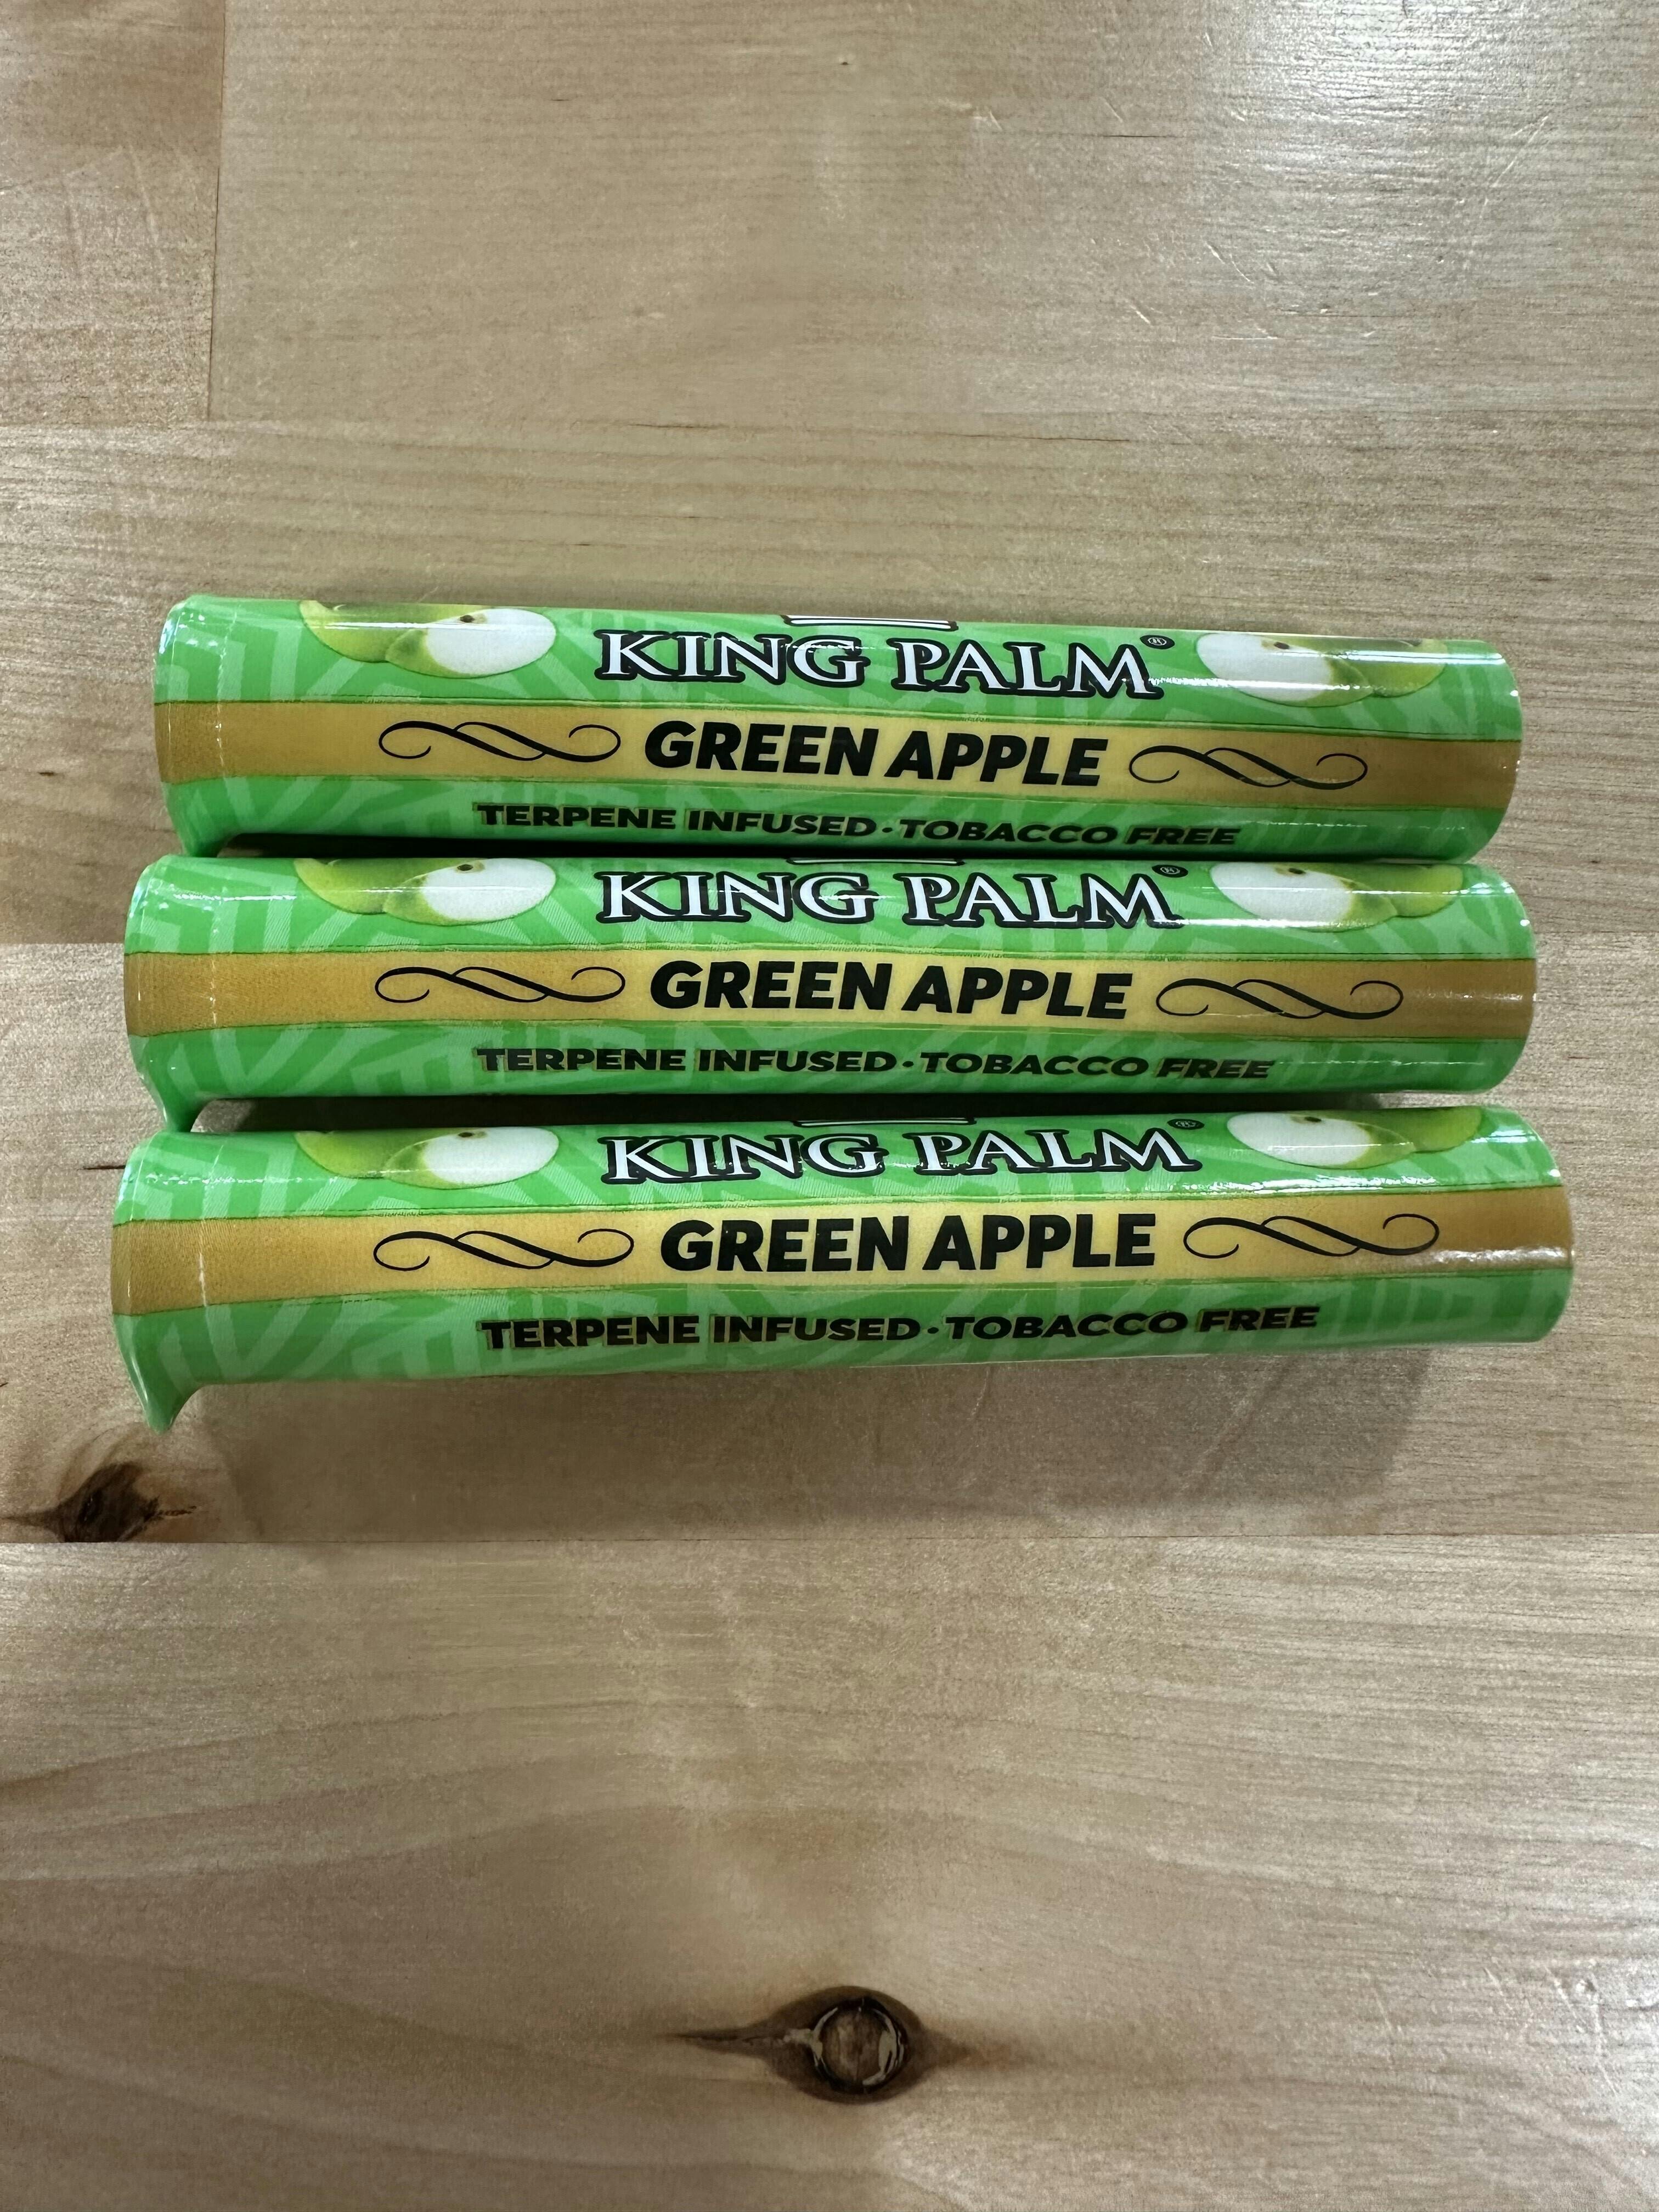 KING PALM®
GREEN APPLE
TERPENE INFUSED · TOBACCO FREE
KING PALM®
GREEN APPLE
TERPENE INFUSED · TOBACCO FREE
KING PALM®
GREEN APPLE
TERPENE INFUSED · TOBACCO FREE